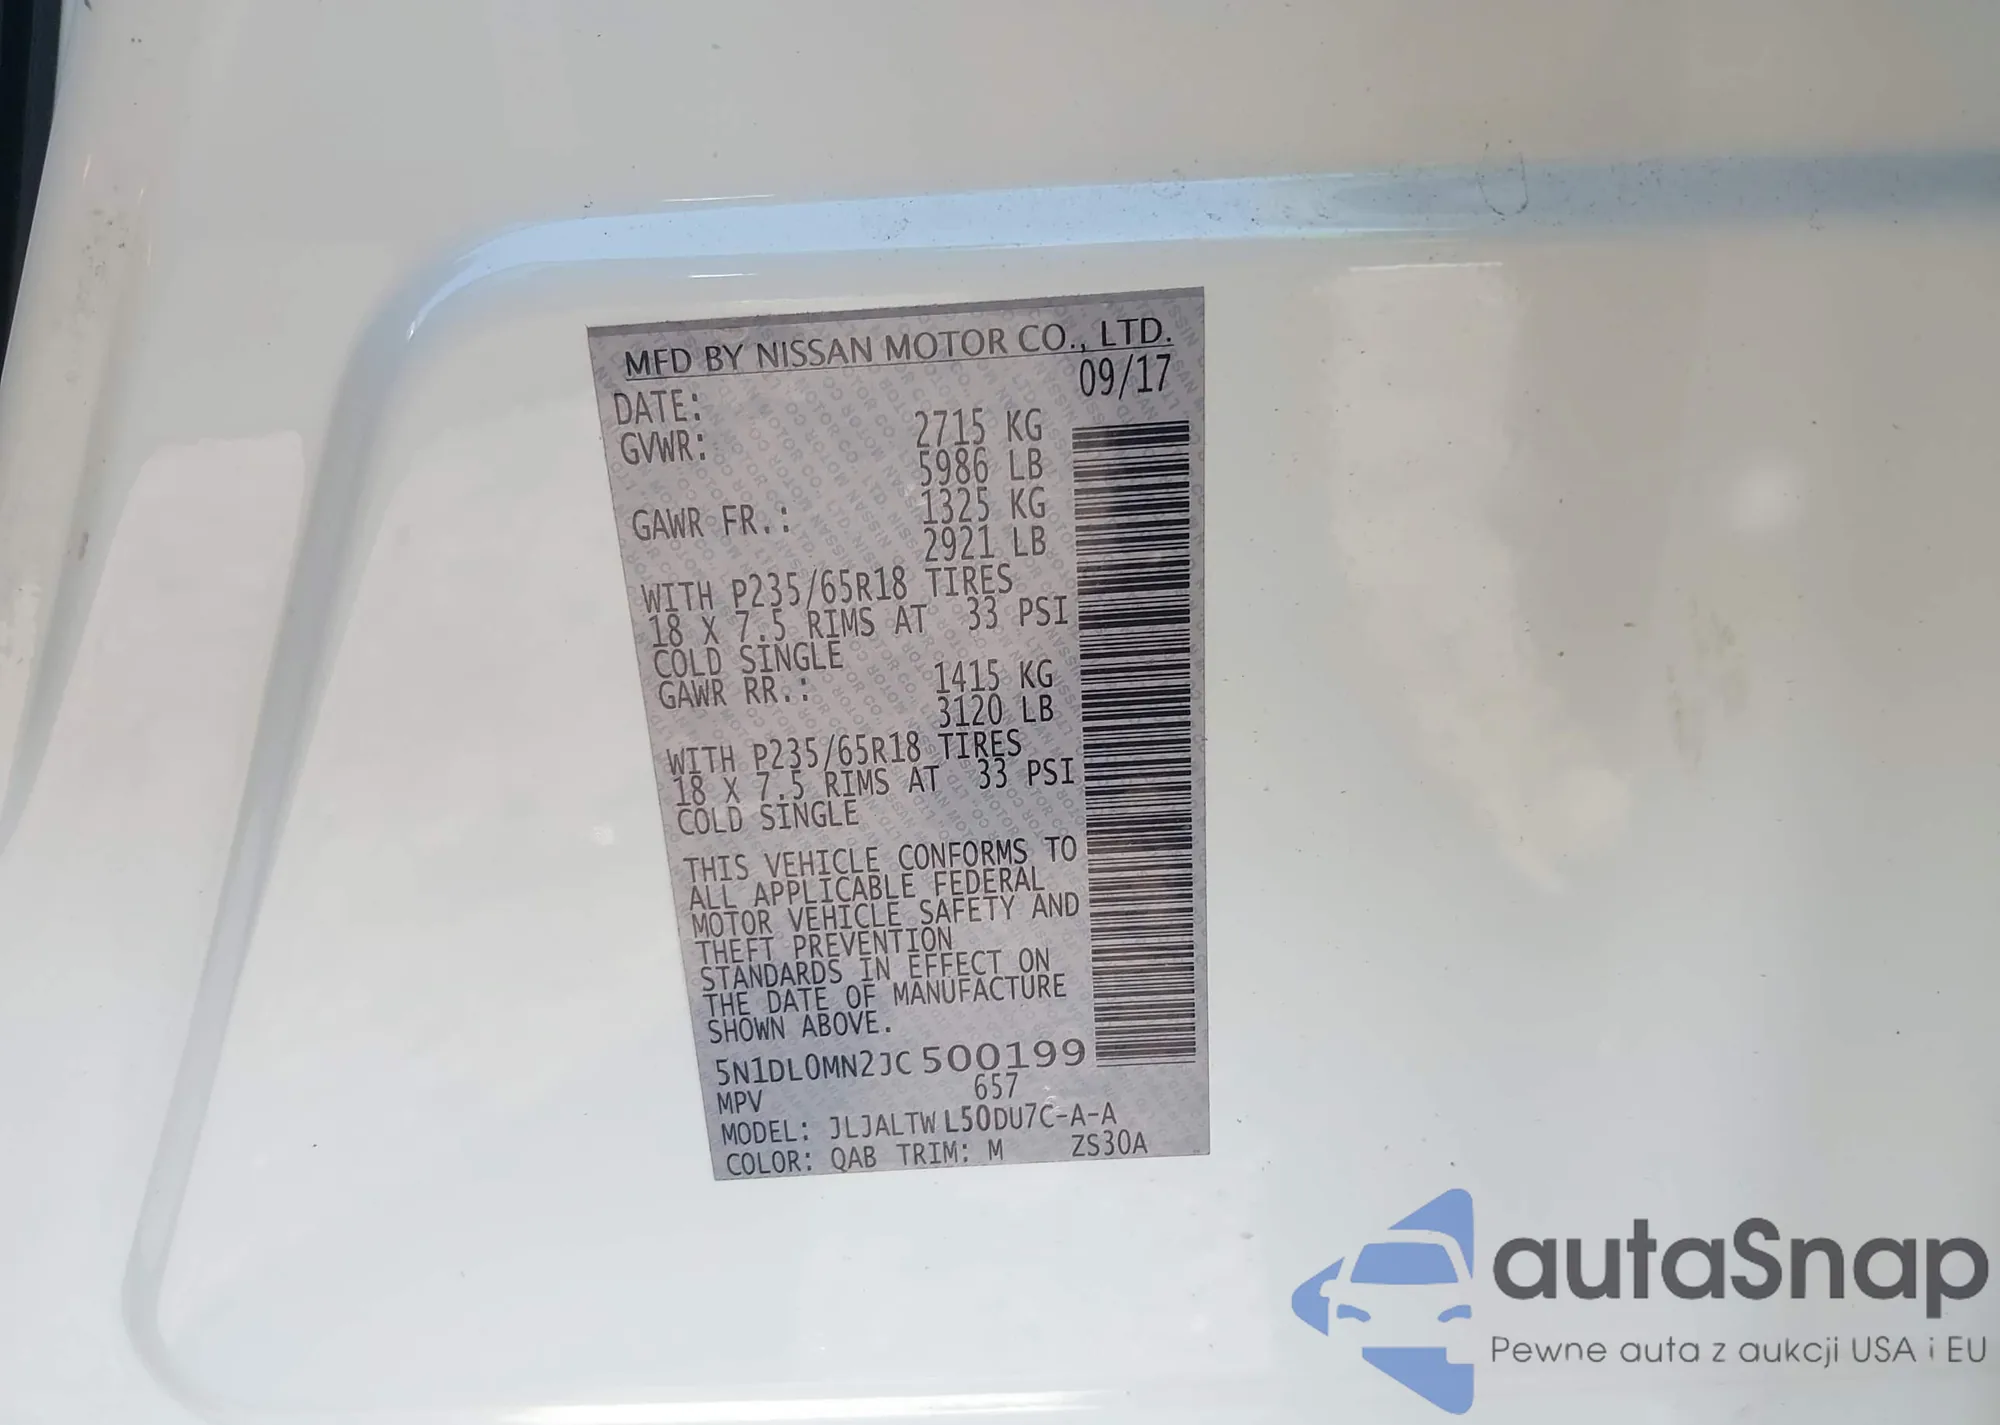 MFD BY NISSAN MOTOR CO., LTD.
DATE: 09/17
GVWR: 2715 KG
5986 LB
GAWR FR.: 1325 KG
2921 LB
WITH P235/65R18 TIRES
18 X 7.5 RIMS AT 33 PSI
COLD SINGLE
GAWR RR.: 1415 KG
3120 LB
WITH P235/65R18 TIRES
18 X 7.5 RIMS AT 33 PSI
COLD SINGLE
THIS VEHICLE CONFORMS TO
ALL APPLICABLE FEDERAL
MOTOR VEHICLE SAFETY AND
THEFT PREVENTION
STANDARDS IN EFFECT ON
THE DATE OF MANUFACTURE
SHOWN ABOVE.
5N1DL0MN2JC500199
MPV 657
MODEL: JLJALTWL50DU7C-A-A
COLOR: QAB TRIM: M ZS30A
autaSnap
Pewne auta z aukcji USA i EU